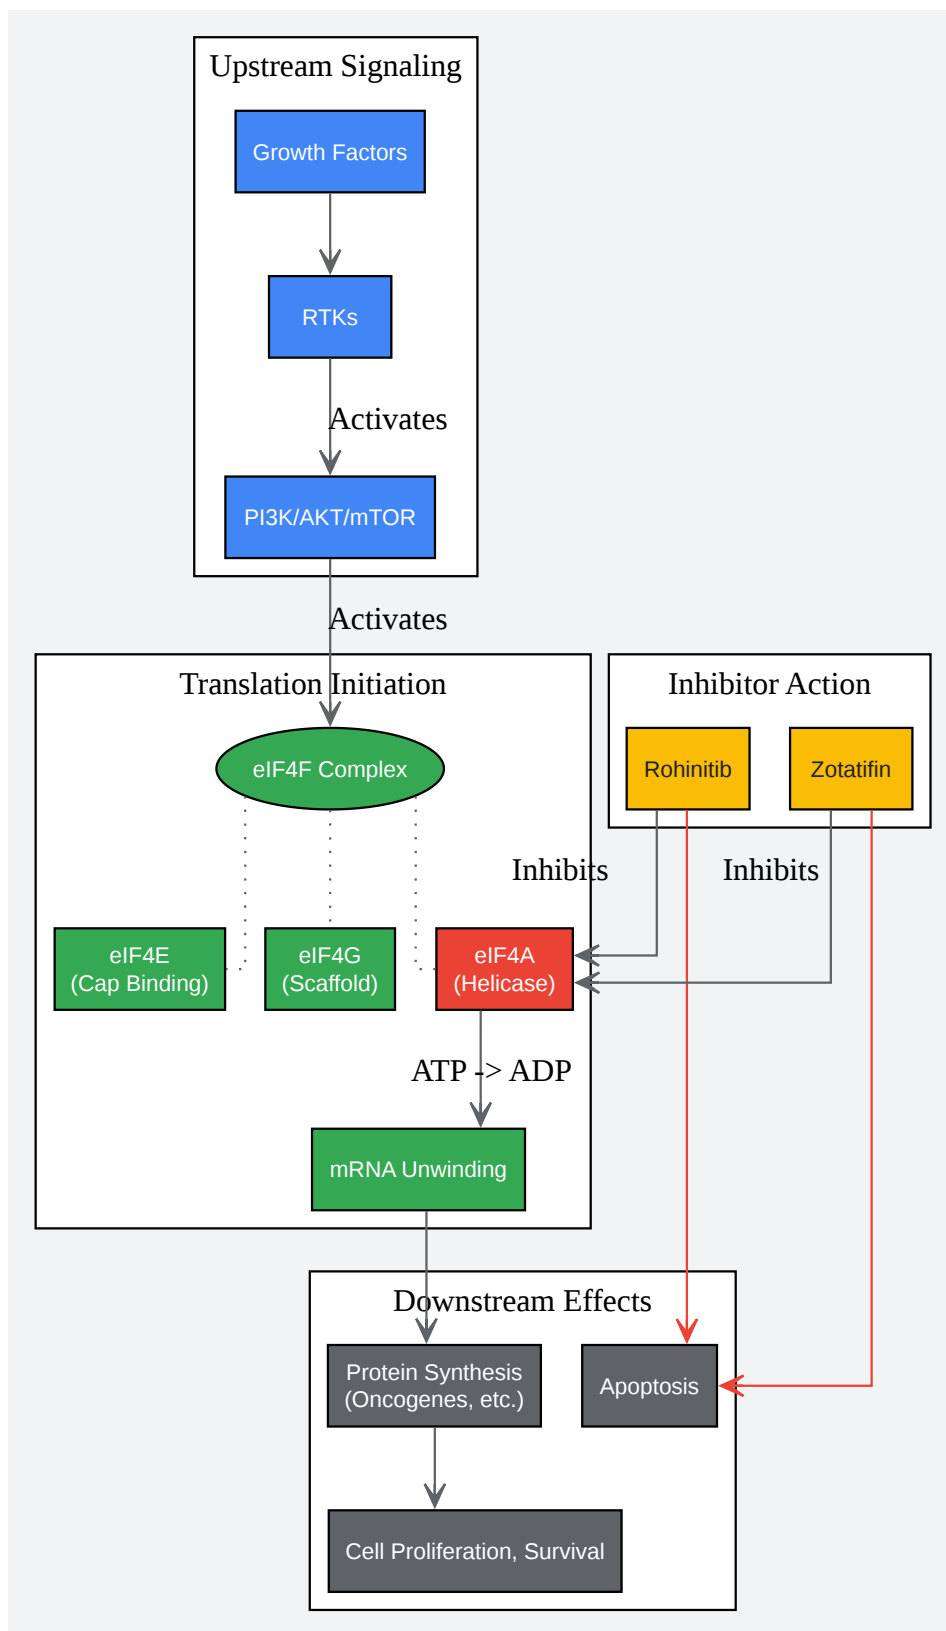 Upstream Signaling
Growth Factors
RTKs
Activates
PI3K/AKT/mTOR
Activates
Translation Initiation
eIF4F Complex
Inhibitor Action
Rohinitib
Zotatifin
Inhibits
Inhibits
eIF4E
(Cap Binding)
eIF4G
(Scaffold)
eIF4A
(Helicase)
ATP -> ADP
mRNA Unwinding
Downstream Effects
Protein Synthesis
(Oncogenes, etc.)
Apoptosis
Cell Proliferation, Survival